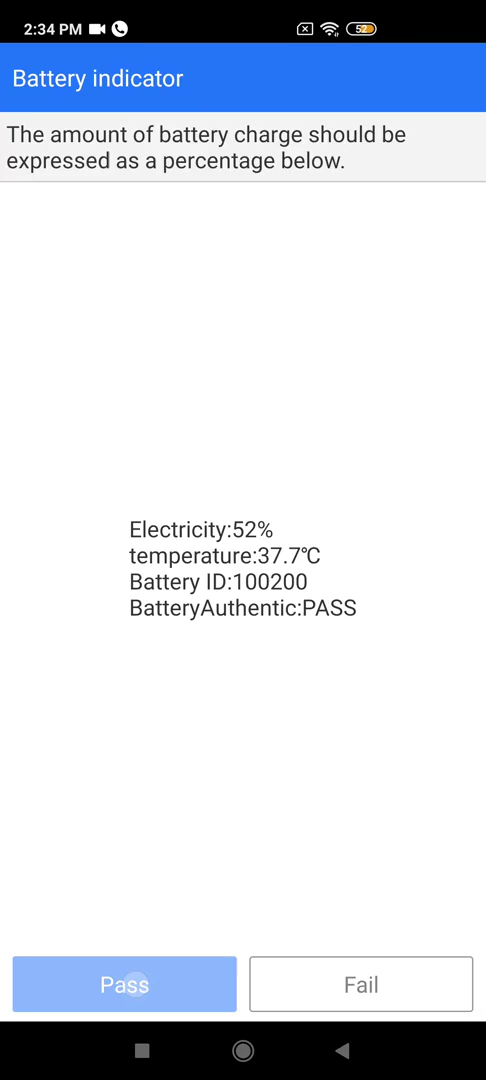 2:34 PM
52
Battery indicator
The amount of battery charge should be
expressed as a percentage below.
Electricity:52%
temperature:37.7℃
Battery ID:100200
BatteryAuthentic:PASS
Pass
Fail